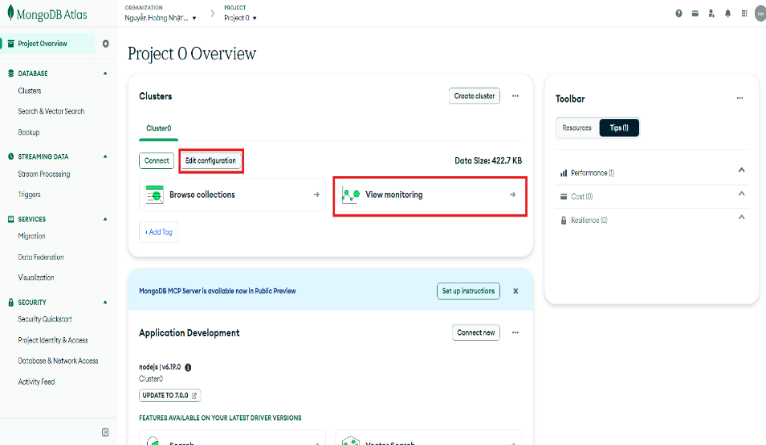 MongoDB Atlas
ORGANIZATION
Nguyễn Hoàng Nhật'...
PROJECT
Project 0
Project Overview
DATABASE
Clusters
Search & Vector Search
Backup
STREAMING DATA
Stream Processing
Triggers
SERVICES
Migration
Data Federation
Visualization
SECURITY
Security Quickstart
Project Identity & Access
Database & Network Access
Activity Feed
Project 0 Overview
Clusters
Create cluster
Cluster0
Connect
Edit configuration
Data Size: 422.7 KB
Browse collections
View monitoring
+ Add Tag
MongoDB MCP Server is available now in Public Preview
Set up instructions
Application Development
Connect new
nodejs | v6.19.0
Cluster0
UPDATE TO 7.0.0
FEATURES AVAILABLE ON YOUR LATEST DRIVER VERSIONS
Search
Vector Search
Toolbar
Resources
Tips (1)
Performance (1)
Cost (0)
Resilience (0)